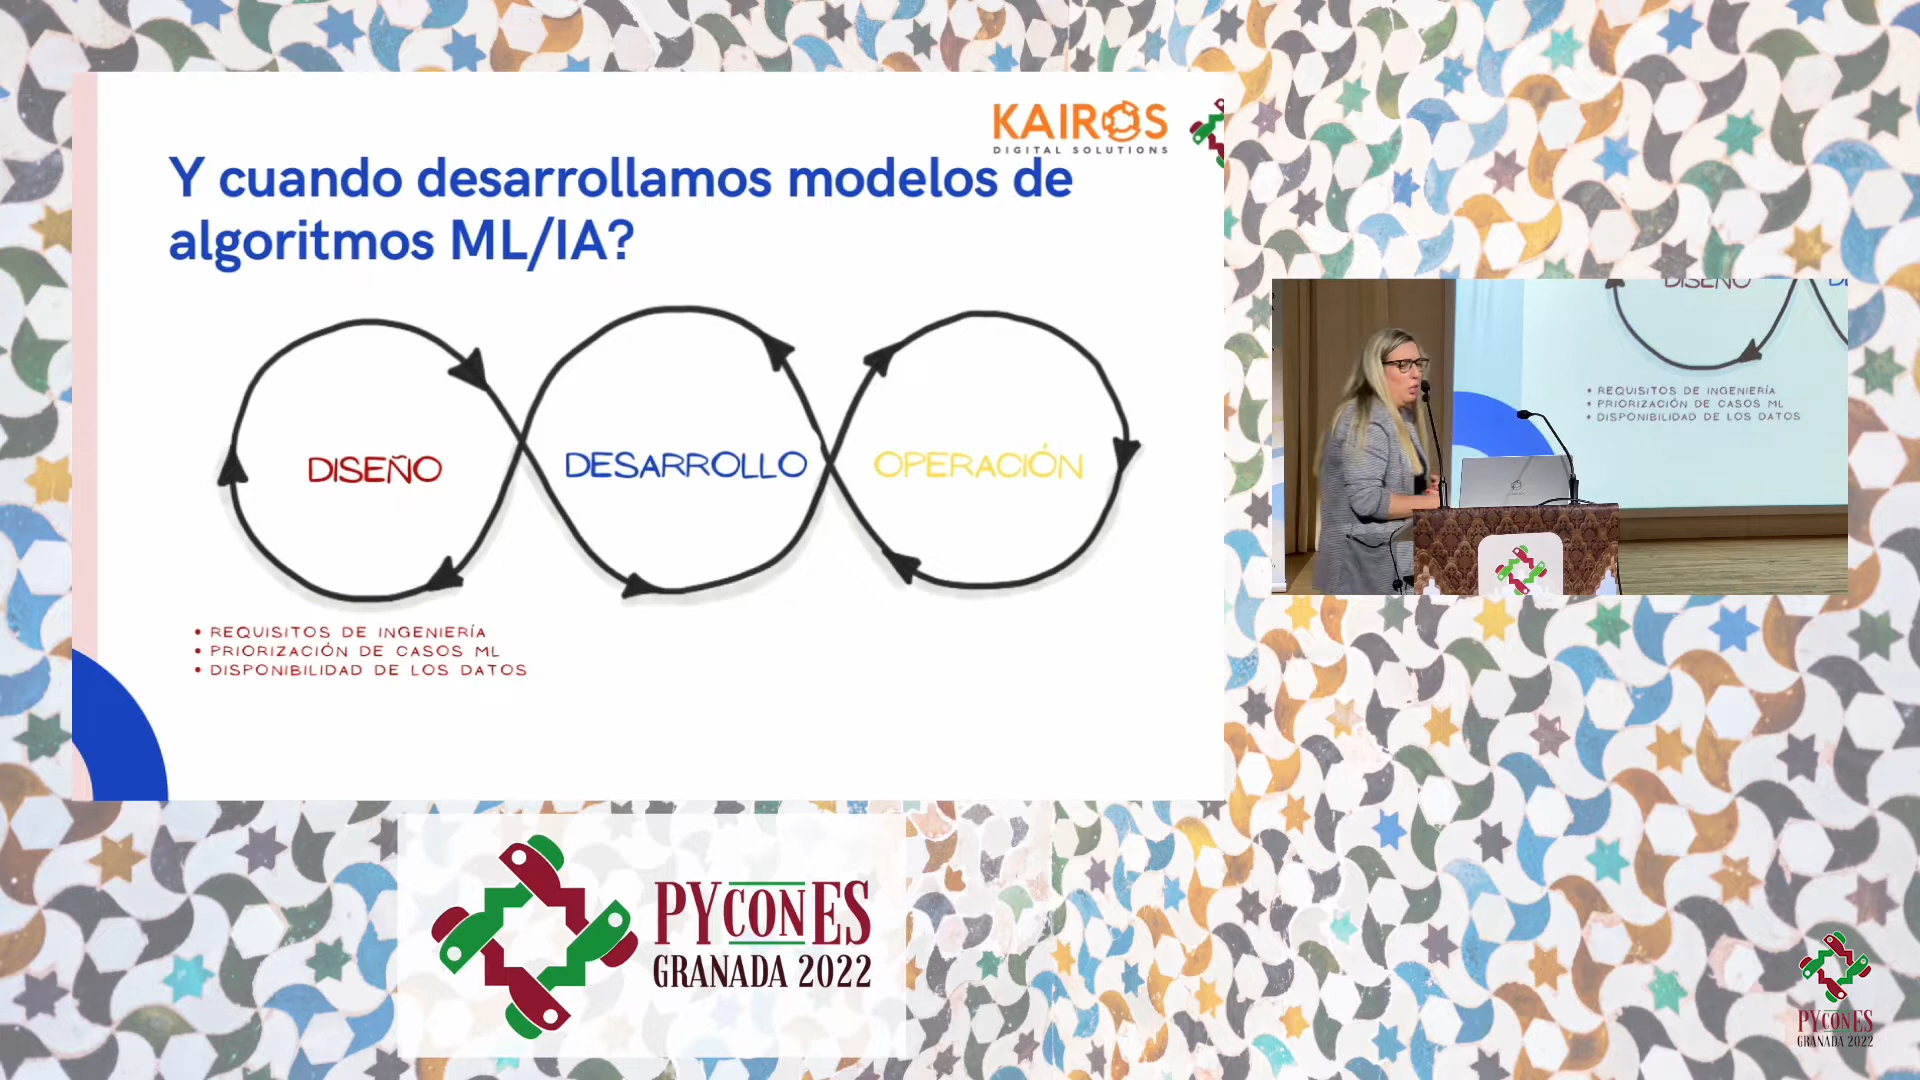 KAIROS
DIGITAL SOLUTIONS
Y cuando desarrollamos modelos de
algoritmos ML/IA?
DISEÑO
DESARROLLO
OPERACIÓN
• REQUISITOS DE INGENIERÍA
• PRIORIZACIÓN DE CASOS ML
• DISPONIBILIDAD DE LOS DATOS
DISEÑO
• REQUISITOS DE INGENIERÍA
• PRIORIZACIÓN DE CASOS ML
• DISPONIBILIDAD DE LOS DATOS
PYCONES
GRANADA 2022
PYCONES
GRANADA 2022